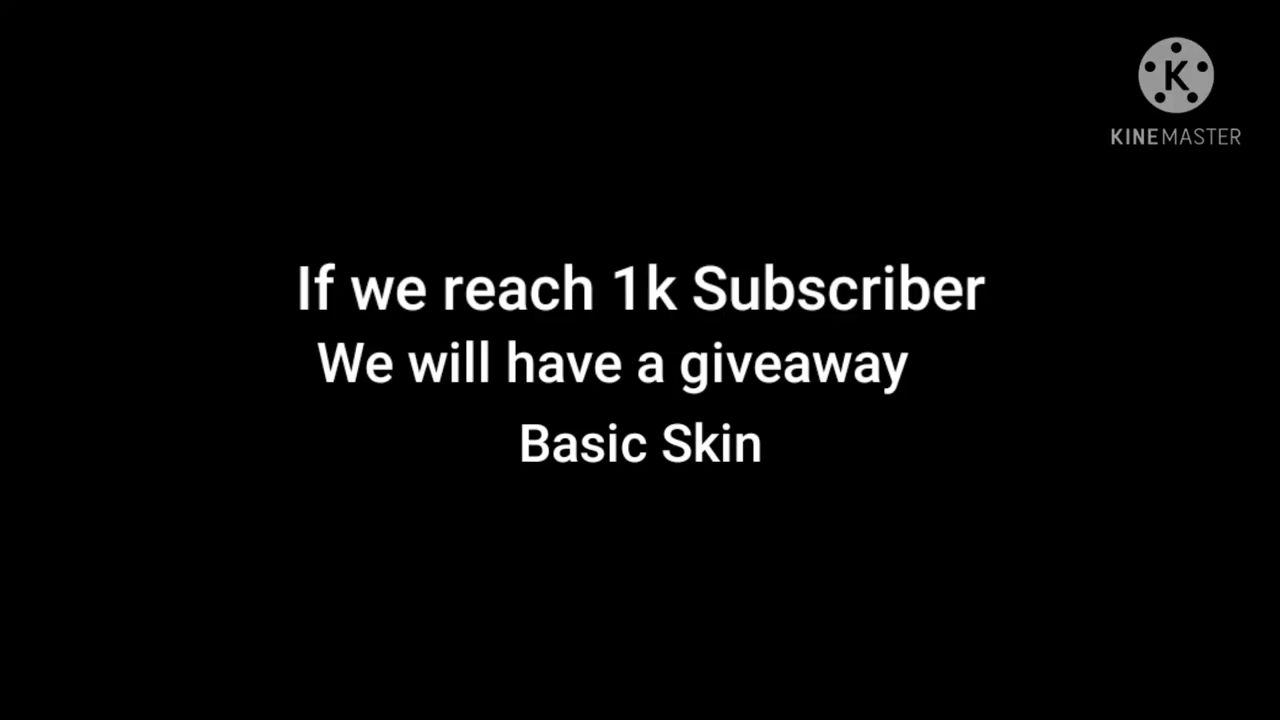 K
KINEMASTER
If we reach 1k Subscriber
We will have a giveaway
Basic Skin